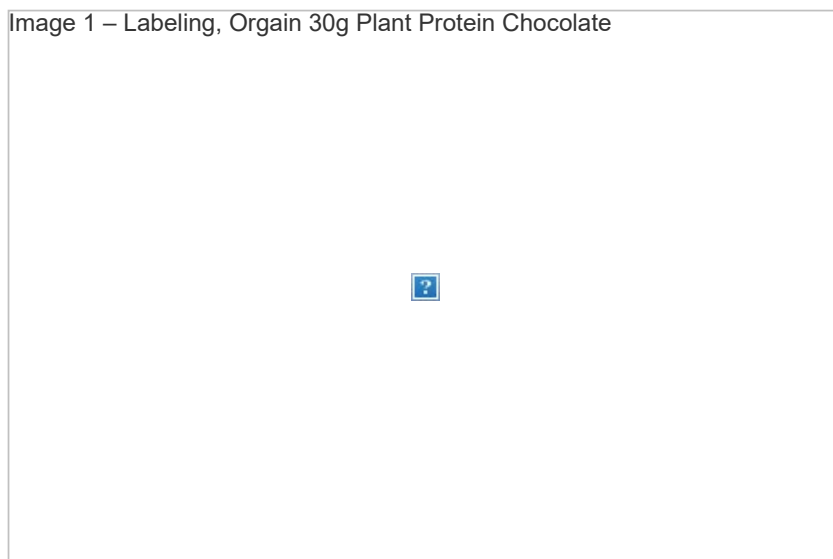 Image 1 – Labeling, Orgain 30g Plant Protein Chocolate
?